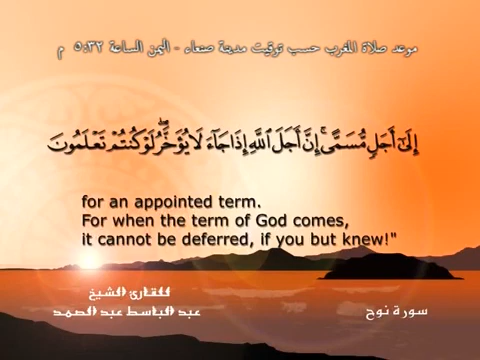 موعد صلاة المغرب حسب توقيت مدينة صنعاء - اليمن الساعة ٥:٣٢ م
إِلَىٰٓ أَجَلٍ مُّسَمًّى ۚ إِنَّ أَجَلَ ٱللَّهِ إِذَا جَآءَ لَا يُؤَخَّرُ ۖ لَوْ كُنتُمْ تَعْلَمُونَ
for an appointed term.
For when the term of God comes,
it cannot be deferred, if you but knew!"
للقارئ الشيخ
عبد الباسط عبد الصمد
سورة نوح